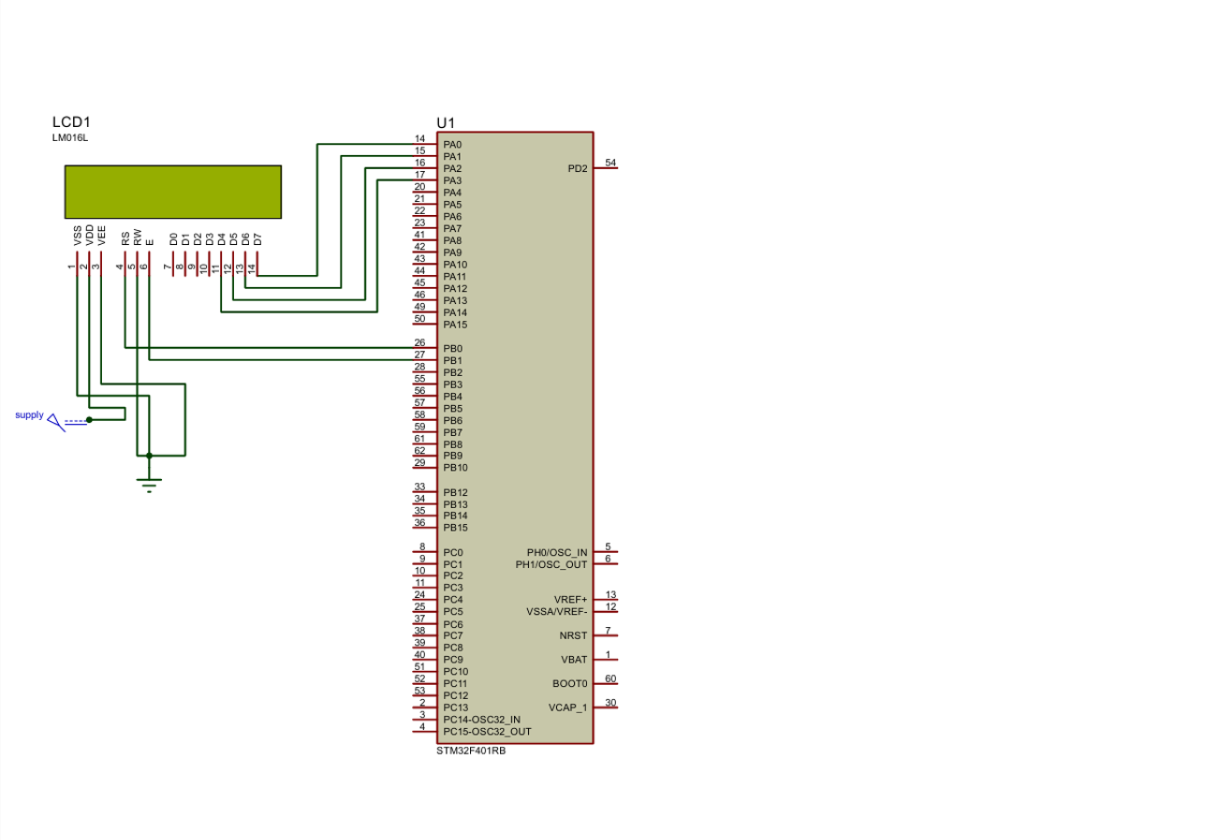 LCD1
LM016L
VSS
VDD
VEE
RS
RW
E
D0
D1
D2
D3
D4
D5
D6
D7
1
2
3
4
5
6
7
8
9
10
11
12
13
14
supply
U1
14 PA0
15 PA1
16 PA2
17 PA3
20 PA4
21 PA5
22 PA6
23 PA7
41 PA8
42 PA9
43 PA10
44 PA11
45 PA12
46 PA13
49 PA14
50 PA15
26 PB0
27 PB1
28 PB2
55 PB3
56 PB4
57 PB5
58 PB6
59 PB7
61 PB8
62 PB9
29 PB10
33 PB12
34 PB13
35 PB14
36 PB15
8 PC0
9 PC1
10 PC2
11 PC3
24 PC4
25 PC5
37 PC6
38 PC7
39 PC8
40 PC9
51 PC10
52 PC11
53 PC12
2 PC13
3 PC14-OSC32_IN
4 PC15-OSC32_OUT
PD2 54
PH0/OSC_IN 5
PH1/OSC_OUT 6
VREF+ 13
VSSA/VREF- 12
NRST 7
VBAT 1
BOOT0 60
VCAP_1 30
STM32F401RB